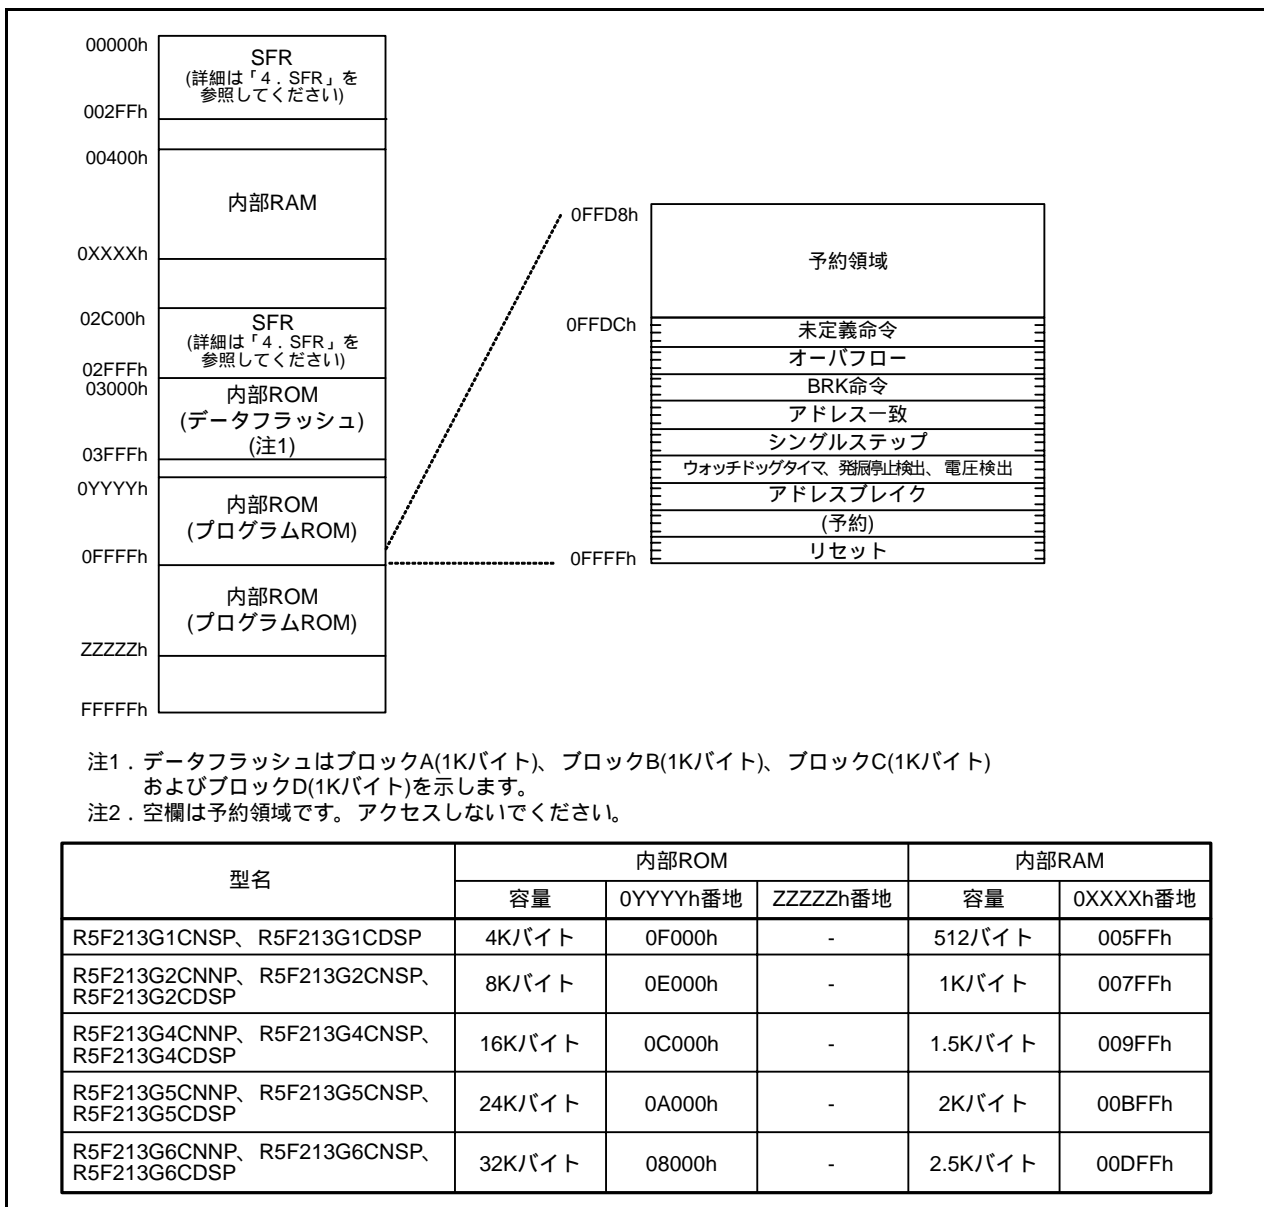 00000h
SFR
(詳細は「4．SFR」を
参照してください)
002FFh
00400h
内部RAM
0XXXXh
02C00h
SFR
(詳細は「4．SFR」を
参照してください)
02FFFh
03000h
内部ROM
(データフラッシュ)
(注1)
03FFFh
0YYYYh
内部ROM
(プログラムROM)
0FFFFh
内部ROM
(プログラムROM)
ZZZZZh
FFFFFh
0FFD8h
予約領域
0FFDCh
未定義命令
オーバフロー
BRK命令
アドレス一致
シングルステップ
ウォッチドッグタイマ、発振停止検出、電圧検出
アドレスブレイク
(予約)
リセット
0FFFFh
注1．データフラッシュはブロックA(1Kバイト)、ブロックB(1Kバイト)、ブロックC(1Kバイト)
およびブロックD(1Kバイト)を示します。
注2．空欄は予約領域です。アクセスしないでください。
型名 内部ROM 内部RAM
容量 0YYYYh番地 ZZZZZh番地 容量 0XXXXh番地
R5F213G1CNSP、R5F213G1CDSP 4Kバイト 0F000h - 512バイト 005FFh
R5F213G2CNNP、R5F213G2CNSP、
R5F213G2CDSP 8Kバイト 0E000h - 1Kバイト 007FFh
R5F213G4CNNP、R5F213G4CNSP、
R5F213G4CDSP 16Kバイト 0C000h - 1.5Kバイト 009FFh
R5F213G5CNNP、R5F213G5CNSP、
R5F213G5CDSP 24Kバイト 0A000h - 2Kバイト 00BFFh
R5F213G6CNNP、R5F213G6CNSP、
R5F213G6CDSP 32Kバイト 08000h - 2.5Kバイト 00DFFh